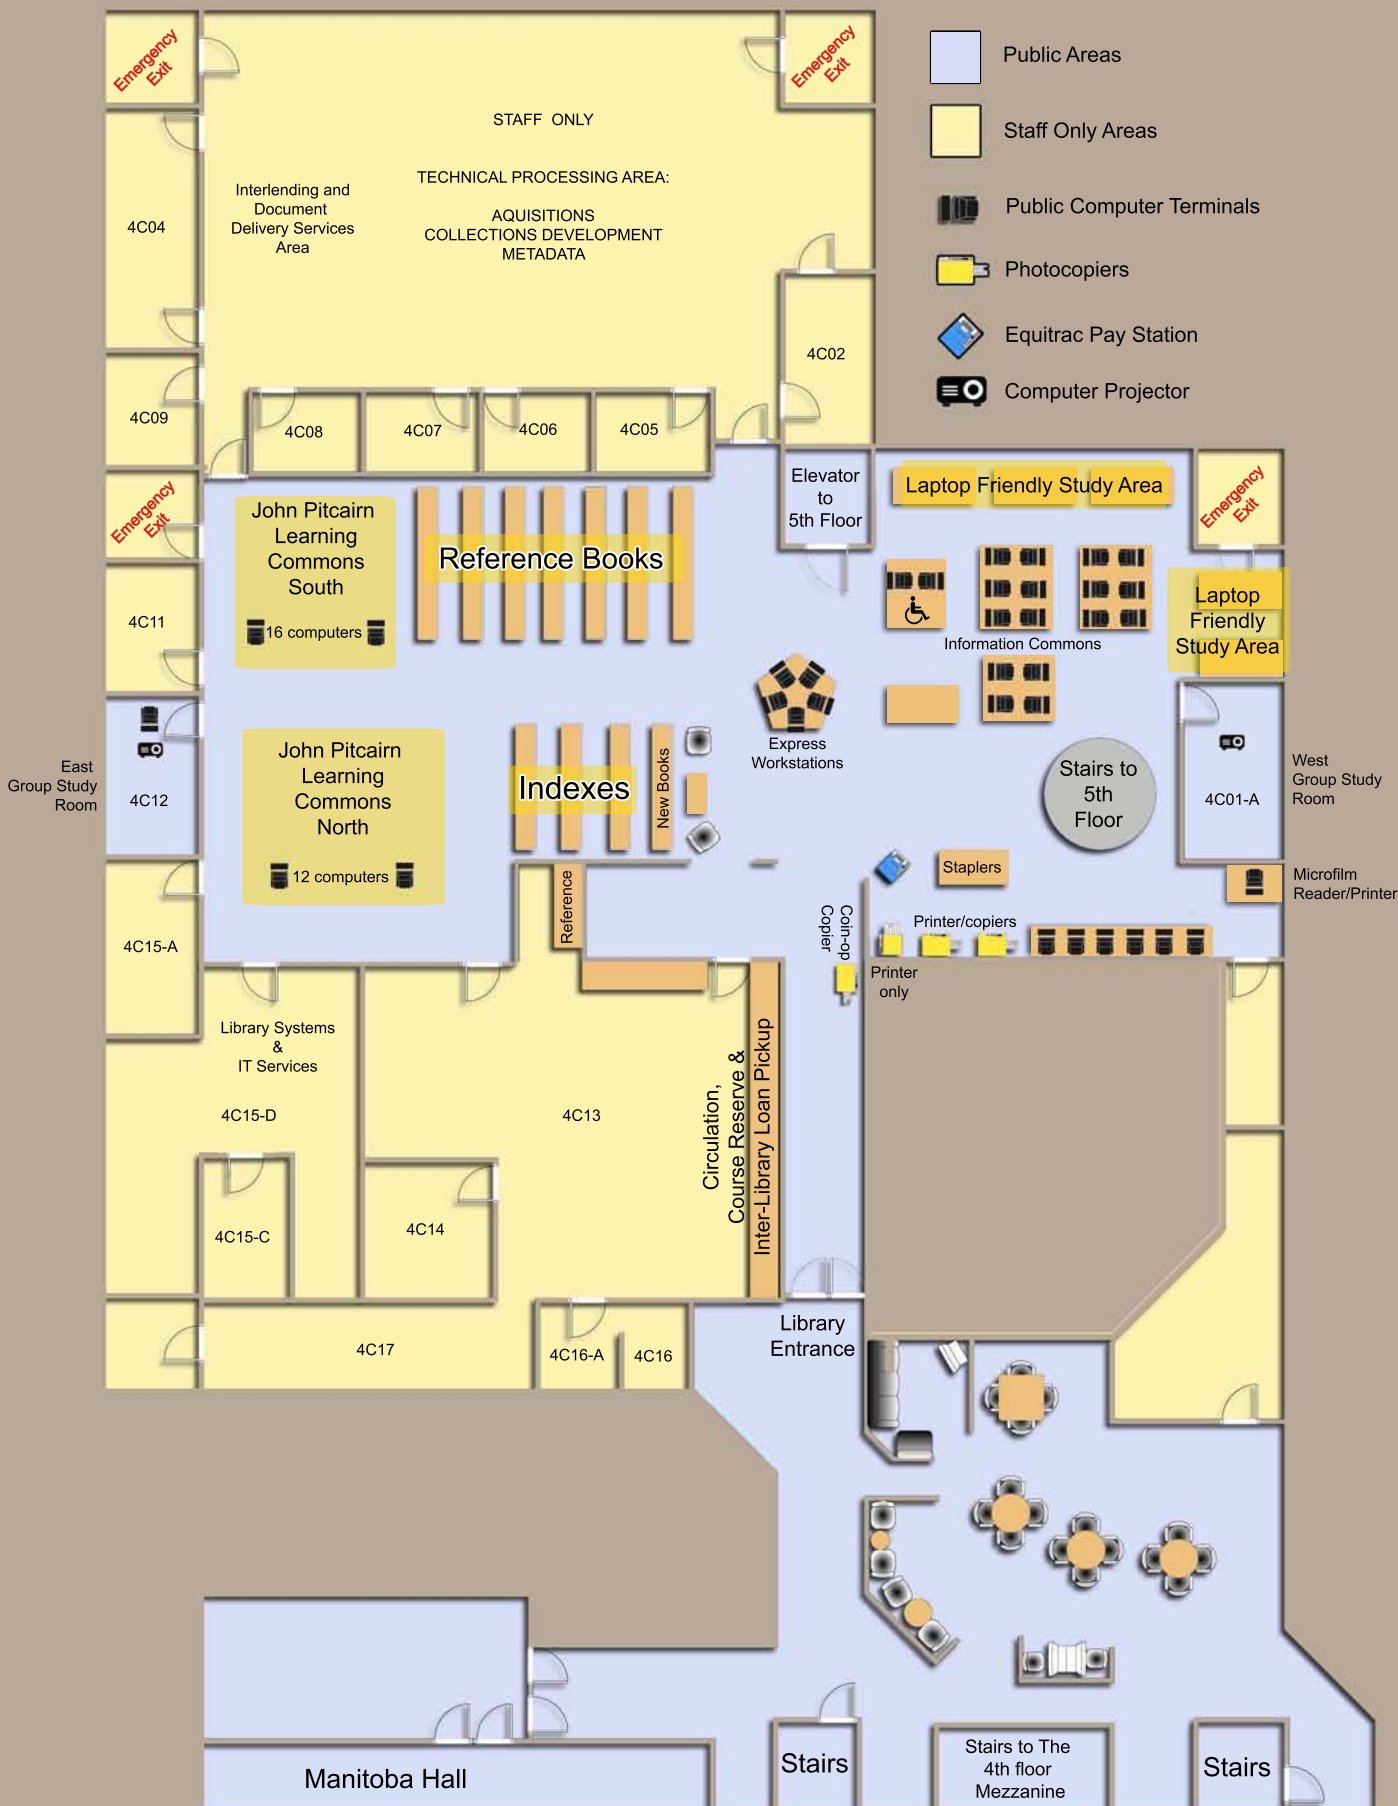 Emergency
Exit
Emergency
Exit
Public Areas
Staff Only Areas
Public Computer Terminals
Photocopiers
Equitrac Pay Station
Computer Projector
STAFF ONLY
TECHNICAL PROCESSING AREA:
AQUISITIONS
COLLECTIONS DEVELOPMENT
METADATA
Interlending and
Document
Delivery Services
Area
4C04
4C02
4C09
4C08
4C07
4C06
4C05
Emergency
Exit
John Pitcairn
Learning
Commons
South
16 computers
Reference Books
Elevator
to
5th Floor
Laptop Friendly Study Area
Emergency
Exit
Laptop
Friendly
Study Area
Information Commons
4C11
East
Group Study
Room
4C12
John Pitcairn
Learning
Commons
North
12 computers
Indexes
New Books
Express
Workstations
Stairs to
5th
Floor
4C01-A
West
Group Study
Room
Staplers
Microfilm
Reader/Printer
Reference
Coin-op
Copier
Printer/copiers
Printer
only
4C15-A
Library Systems
&
IT Services
4C15-D
4C13
Circulation,
Course Reserve &
Inter-Library Loan Pickup
4C15-C
4C14
Library
Entrance
4C17
4C16-A
4C16
Manitoba Hall
Stairs
Stairs to The
4th floor
Mezzanine
Stairs